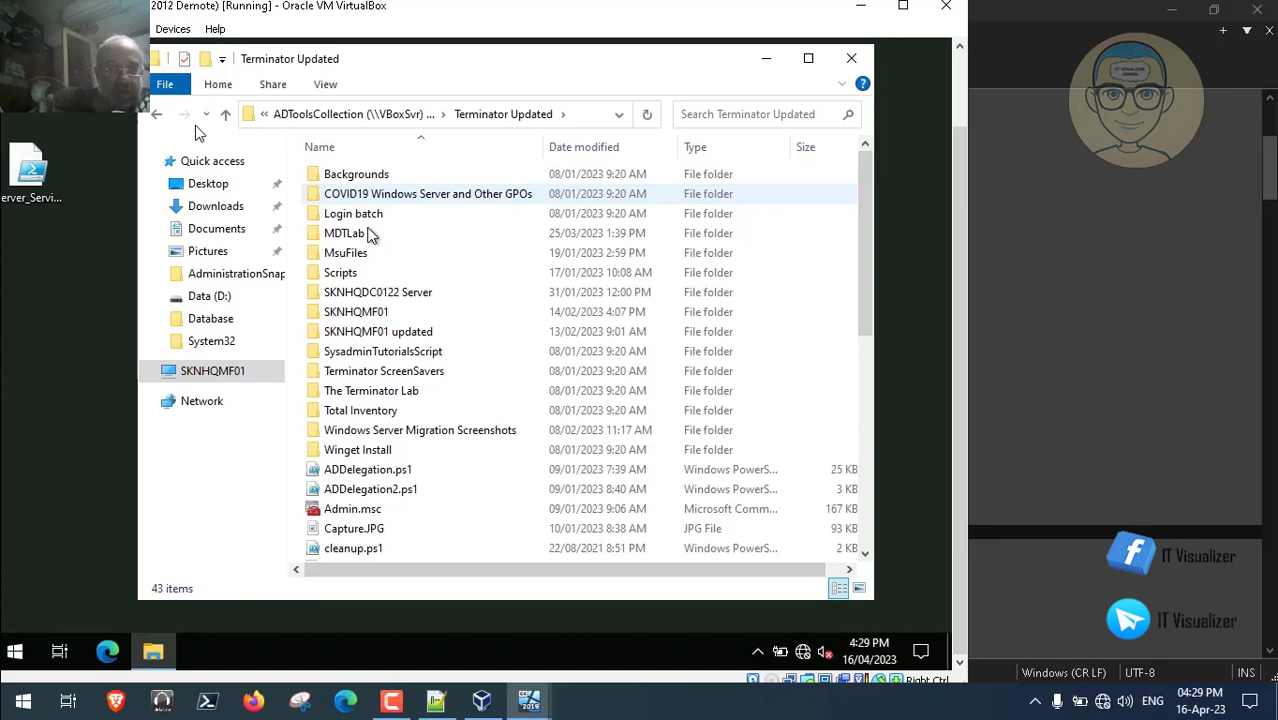 2012 Demote) [Running] - Oracle VM VirtualBox
Devices Help
Terminator Updated
File Home Share View
« ADToolsCollection (\\VBoxSvr) ... > Terminator Updated >
Search Terminator Updated
IT VISUALIZER
CHANNEL
Name Date modified Type Size
Quick access
Desktop
Downloads
Documents
Pictures
AdministrationSnap
Data (D:)
Database
System32
SKNHQMF01
Network
erver_Servi...
Backgrounds 08/01/2023 9:20 AM File folder
COVID19 Windows Server and Other GPOs 08/01/2023 9:20 AM File folder
Login batch 08/01/2023 9:20 AM File folder
MDTLab 25/03/2023 1:39 PM File folder
MsuFiles 19/01/2023 2:59 PM File folder
Scripts 17/01/2023 10:08 AM File folder
SKNHQDC0122 Server 31/01/2023 12:00 PM File folder
SKNHQMF01 14/02/2023 4:07 PM File folder
SKNHQMF01 updated 13/02/2023 9:01 AM File folder
SysadminTutorialsScript 08/01/2023 9:20 AM File folder
Terminator ScreenSavers 08/01/2023 9:20 AM File folder
The Terminator Lab 08/01/2023 9:20 AM File folder
Total Inventory 08/01/2023 9:20 AM File folder
Windows Server Migration Screenshots 08/02/2023 11:17 AM File folder
Winget Install 08/01/2023 9:20 AM File folder
ADDelegation.ps1 09/01/2023 7:39 AM Windows PowerS... 25 KB
ADDelegation2.ps1 09/01/2023 8:40 AM Windows PowerS... 3 KB
Admin.msc 09/01/2023 9:06 AM Microsoft Comm... 167 KB
Capture.JPG 10/01/2023 8:38 AM JPG File 93 KB
cleanup.ps1 22/08/2021 8:51 PM Windows PowerS... 2 KB
43 items
IT Visualizer
IT Visualizer
4:29 PM
16/04/2023
Right Ctrl
Windows (CR LF) UTF-8 INS
2019
ENG
04:29 PM
16-Apr-23